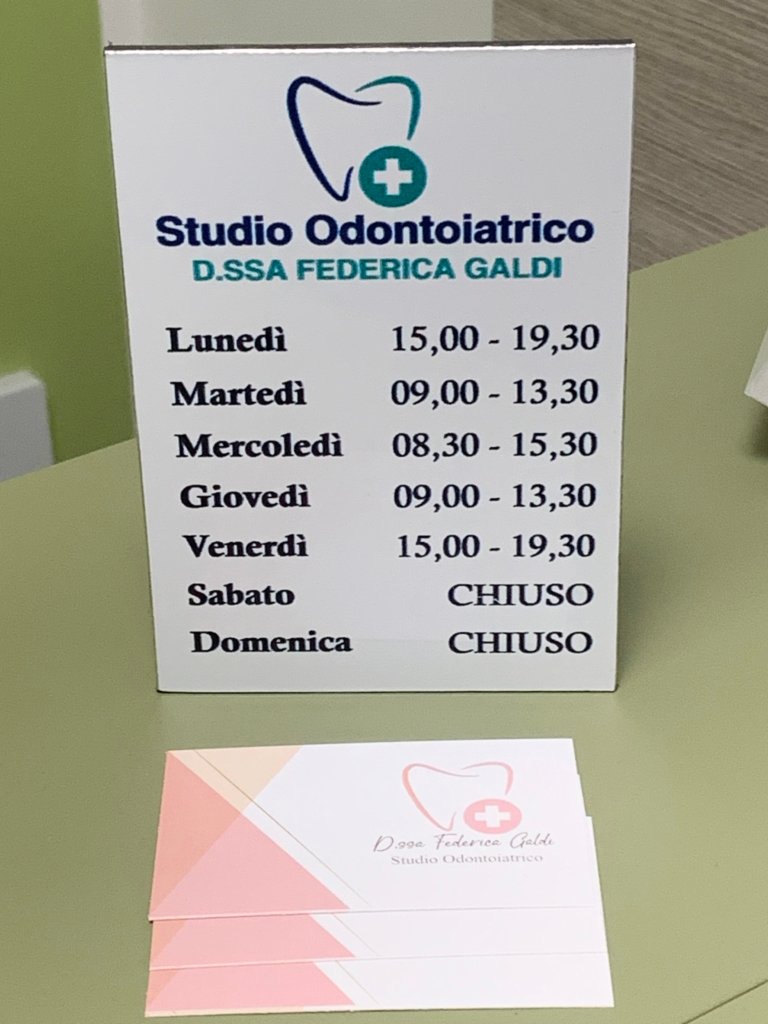 Studio Odontoiatrico
D.SSA FEDERICA GALDI
Lunedì 15,00 - 19,30
Martedì 09,00 - 13,30
Mercoledì 08,30 - 15,30
Giovedì 09,00 - 13,30
Venerdì 15,00 - 19,30
Sabato CHIUSO
Domenica CHIUSO
D.ssa Federica Galdi
Studio Odontoiatrico